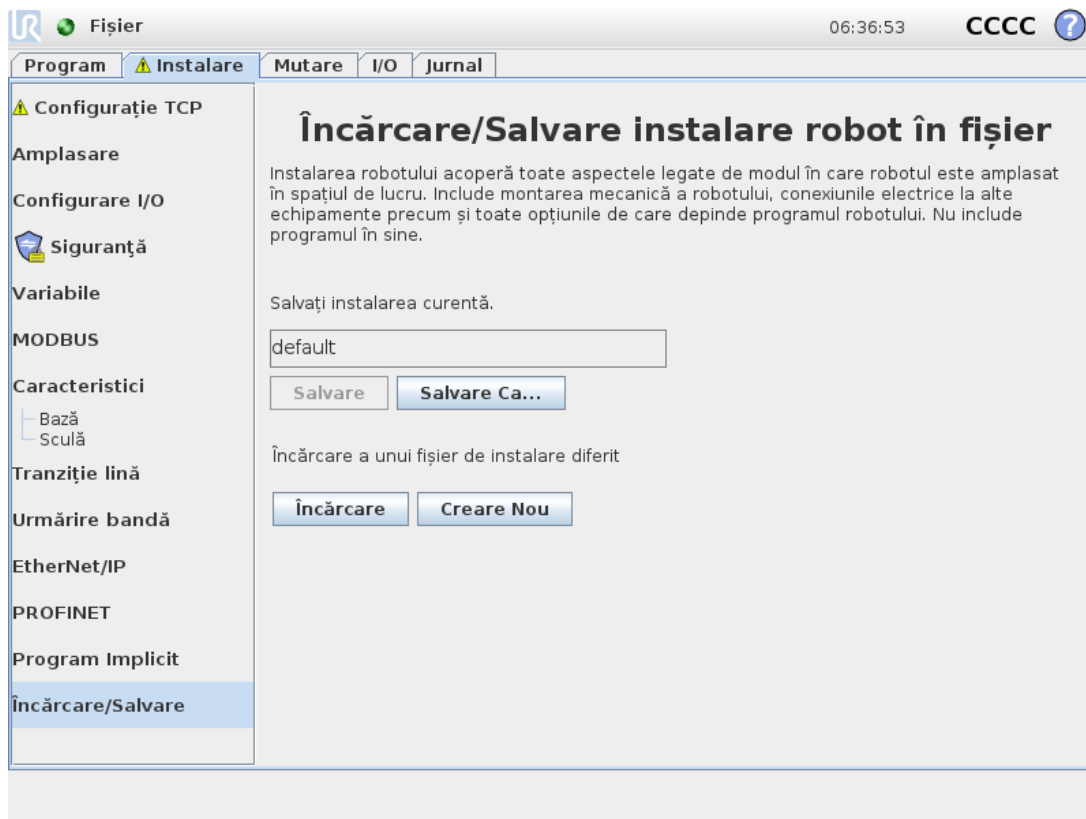 UR Fișier 06:36:53 CCCC ?
Program Instalare Mutare I/O Jurnal
Configurație TCP
Amplasare
Configurare I/O
Siguranţă
Variabile
MODBUS
Caracteristici
Bază
Sculă
Tranziție lină
Urmărire bandă
EtherNet/IP
PROFINET
Program Implicit
Încărcare/Salvare
Încărcare/Salvare instalare robot în fișier
Instalarea robotului acoperă toate aspectele legate de modul în care robotul este amplasat
în spațiul de lucru. Include montarea mecanică a robotului, conexiunile electrice la alte
echipamente precum și toate opțiunile de care depinde programul robotului. Nu include
programul în sine.
Salvați instalarea curentă.
default
Salvare Salvare Ca...
Încărcare a unui fișier de instalare diferit
Încărcare Creare Nou